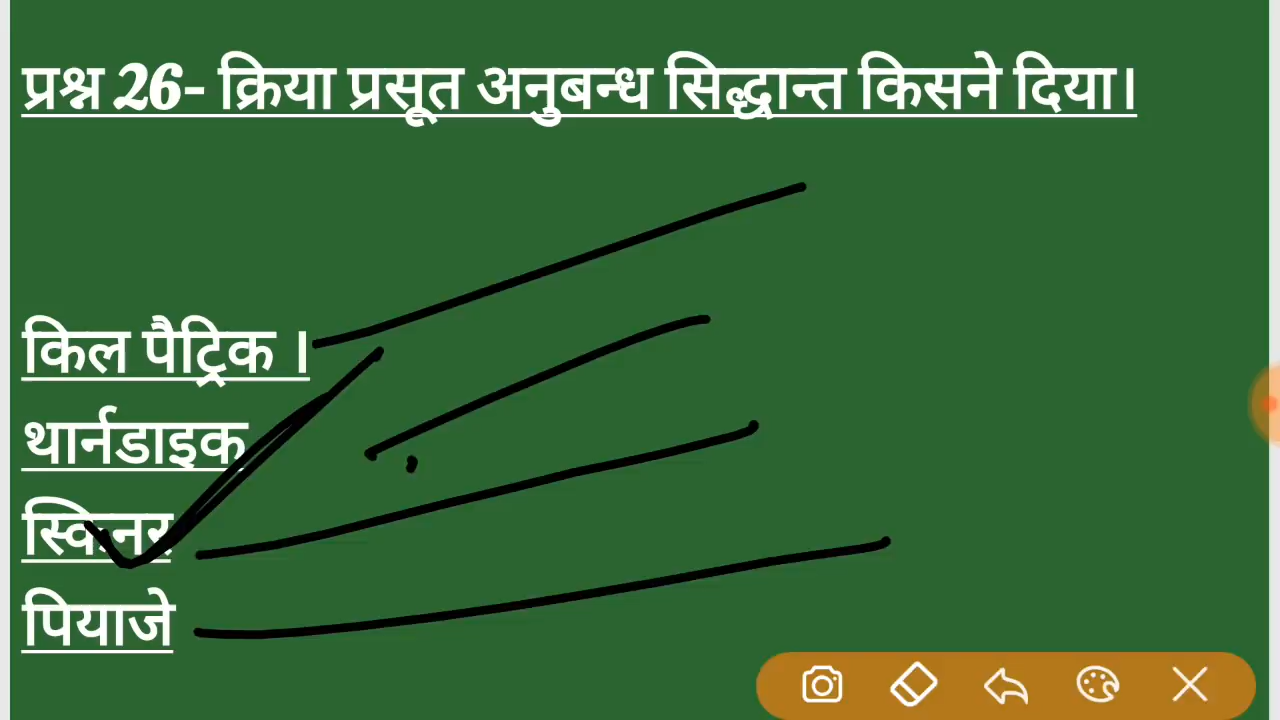 प्रश्न 26- क्रिया प्रसूत अनुबन्ध सिद्धान्त किसने दिया।
किल पैट्रिक ।
थार्नडाइक
स्किनर
पियाजे